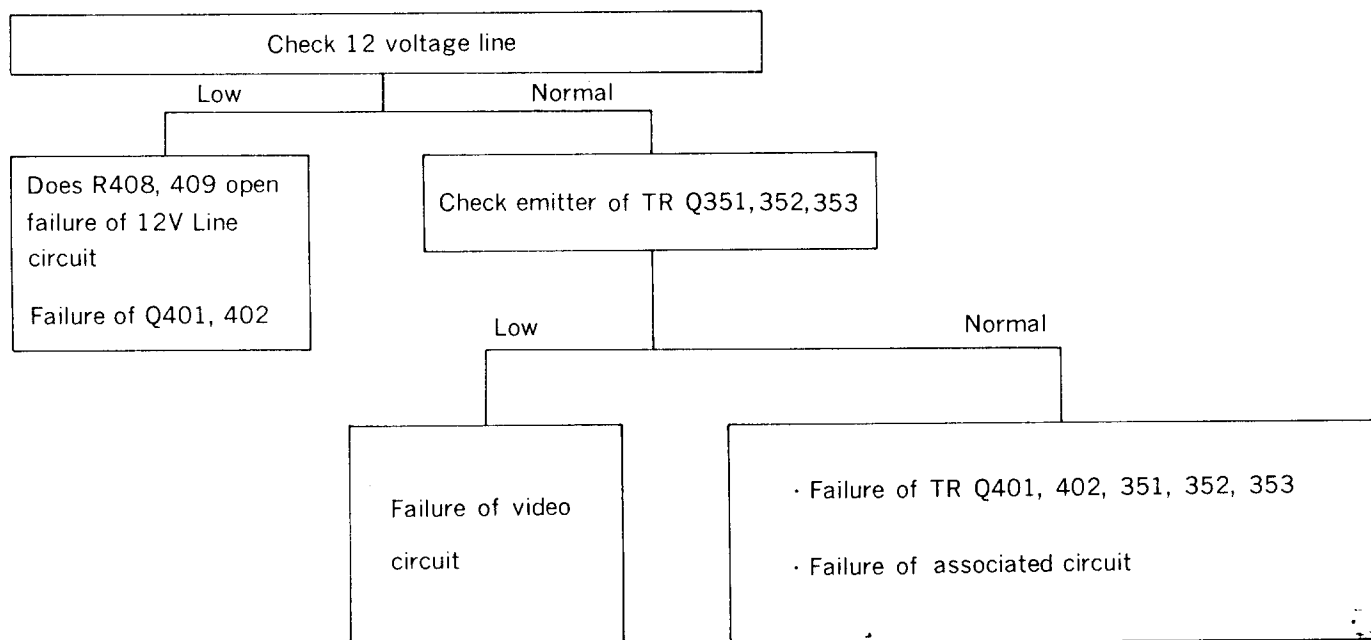 Check 12 voltage line
Low
Normal
Does R408, 409 open
failure of 12V Line
circuit
Failure of Q401, 402
Check emitter of TR Q351,352,353
Low
Normal
Failure of video
circuit
· Failure of TR Q401, 402, 351, 352, 353
· Failure of associated circuit